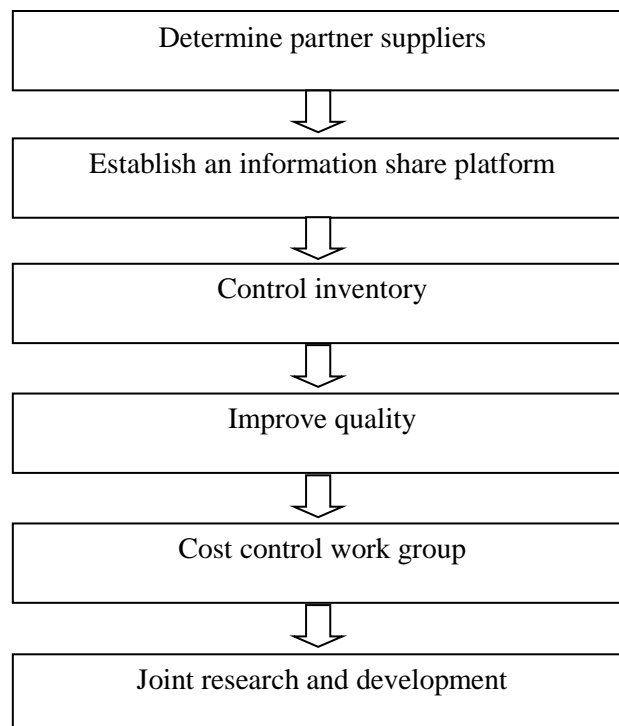 Determine partner suppliers
Establish an information share platform
Control inventory
Improve quality
Cost control work group
Joint research and development